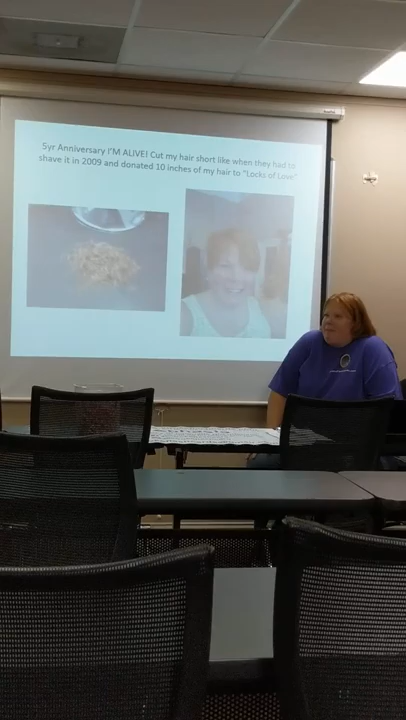 5yr Anniversary I'M ALIVE! Cut my hair short like when they had to
shave it in 2009 and donated 10 inches of my hair to "Locks of Love"